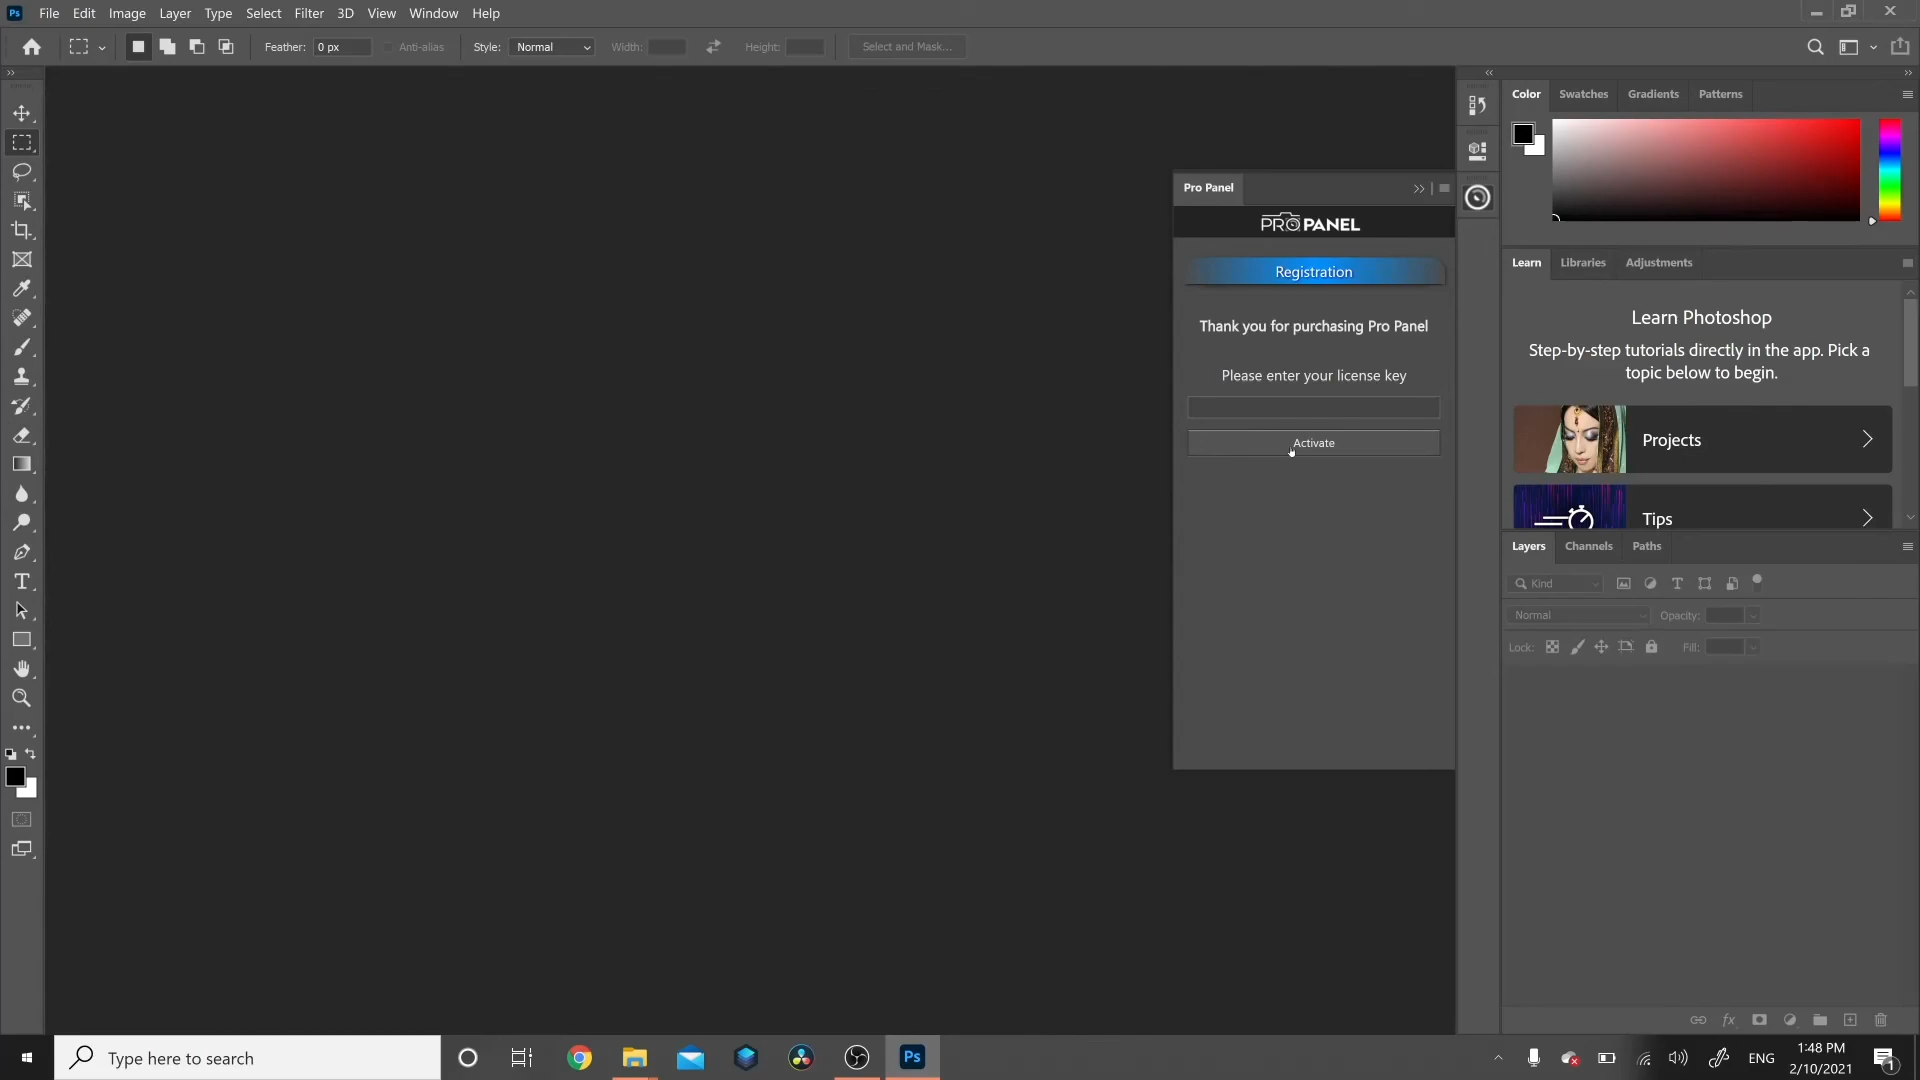 Ps File Edit Image Layer Type Select Filter 3D View Window Help
Feather: 0 px Anti-alias Style: Normal Width: Height: Select and Mask...
Color Swatches Gradients Patterns
Pro Panel
PRO PANEL
Registration
Thank you for purchasing Pro Panel
Please enter your license key
Activate
Learn Libraries Adjustments
Learn Photoshop
Step-by-step tutorials directly in the app. Pick a
topic below to begin.
Projects
Tips
Layers Channels Paths
Kind
Normal Opacity:
Lock: Fill:
fx
Type here to search
Ps
ENG
1:48 PM
2/10/2021
1